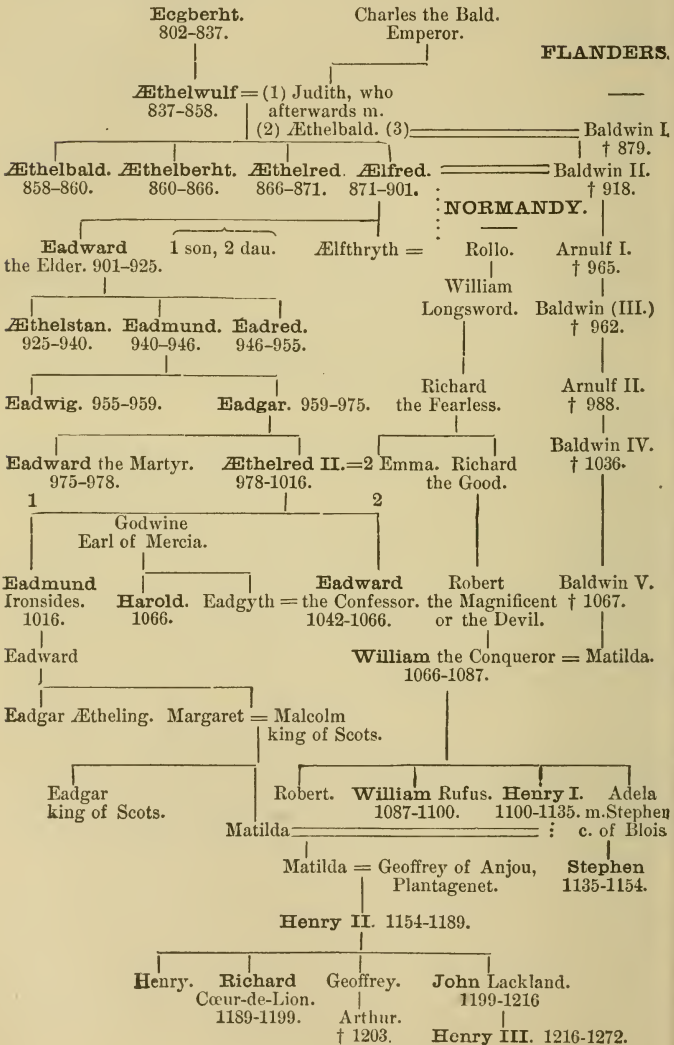 Ecgberht. Charles the Bald.
802-837. Emperor.
FLANDERS.
Æthelwulf = (1) Judith, who
837-858. afterwards m.
(2) Æthelbald. (3) Baldwin I.
† 879.
Æthelbald. Æthelberht. Æthelred. Ælfred. Baldwin II.
858-860. 860-866. 866-871. 871-901. † 918.
NORMANDY.
Eadward 1 son, 2 dau. Ælfthryth = Rollo. Arnulf I.
the Elder. 901-925. † 965.
William
Longsword. Baldwin (III.)
Æthelstan. Eadmund. Eadred. † 962.
925-940. 940-946. 946-955.
Richard Arnulf II.
Eadwig. 955-959. Eadgar. 959-975. the Fearless. † 988.
Baldwin IV.
Eadward the Martyr. Æthelred II.=2 Emma. Richard † 1036.
975-978. 978-1016. the Good.
1 2
Godwine
Earl of Mercia.
Eadmund Eadward Robert Baldwin V.
Ironsides. Harold. Eadgyth = the Confessor. the Magnificent † 1067.
1016. 1066. 1042-1066. or the Devil.
Eadward William the Conqueror = Matilda.
1066-1087.
Eadgar Ætheling. Margaret = Malcolm
king of Scots.
Eadgar Robert. William Rufus. Henry I. Adela
king of Scots. 1087-1100. 1100-1135. m.Stephen
Matilda c. of Blois
Matilda = Geoffrey of Anjou, Stephen
Plantagenet. 1135-1154.
Henry II. 1154-1189.
Henry. Richard Geoffrey. John Lackland.
Cœur-de-Lion. 1199-1216
1189-1199. Arthur.
† 1203. Henry III. 1216-1272.